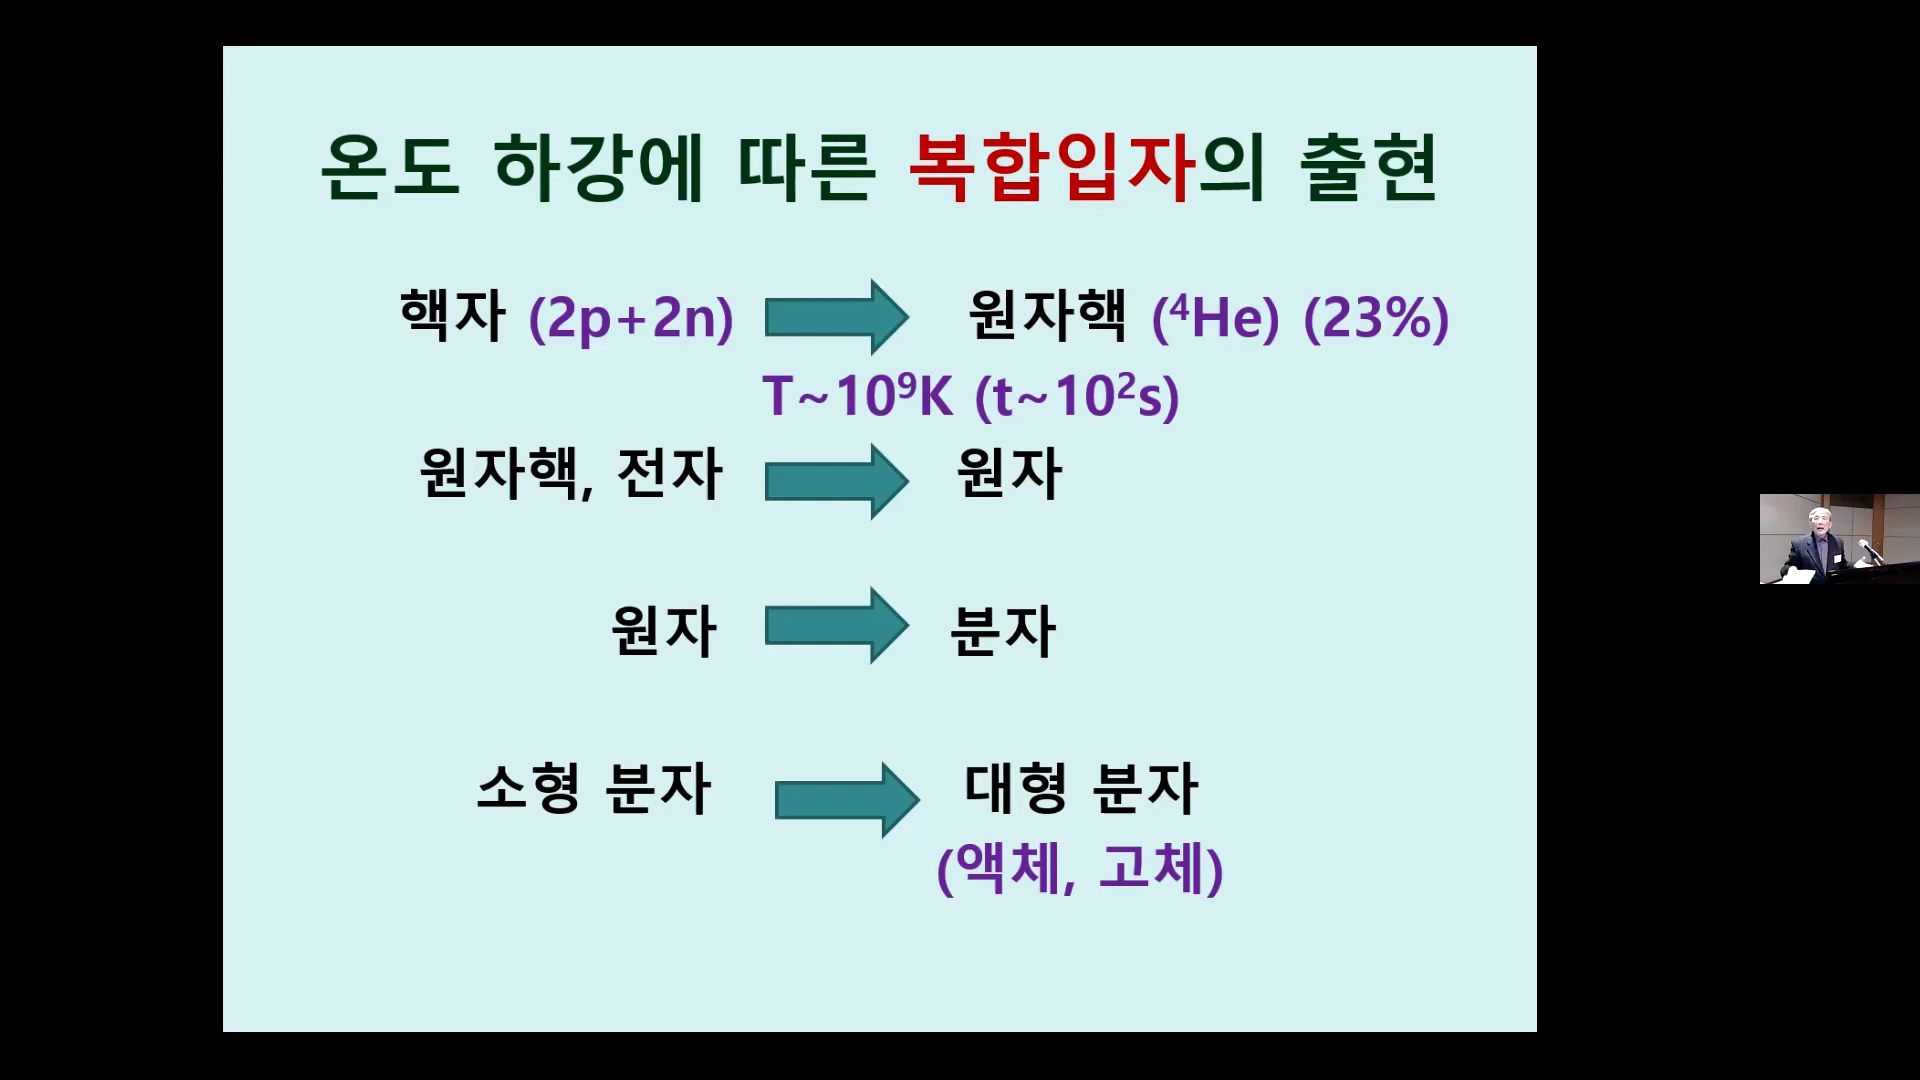 온도 하강에 따른 복합입자의 출현
핵자 (2p+2n) 원자핵 (⁴He) (23%)
T~10⁹K (t~10²s)
원자핵, 전자 원자
원자 분자
소형 분자 대형 분자
(액체, 고체)